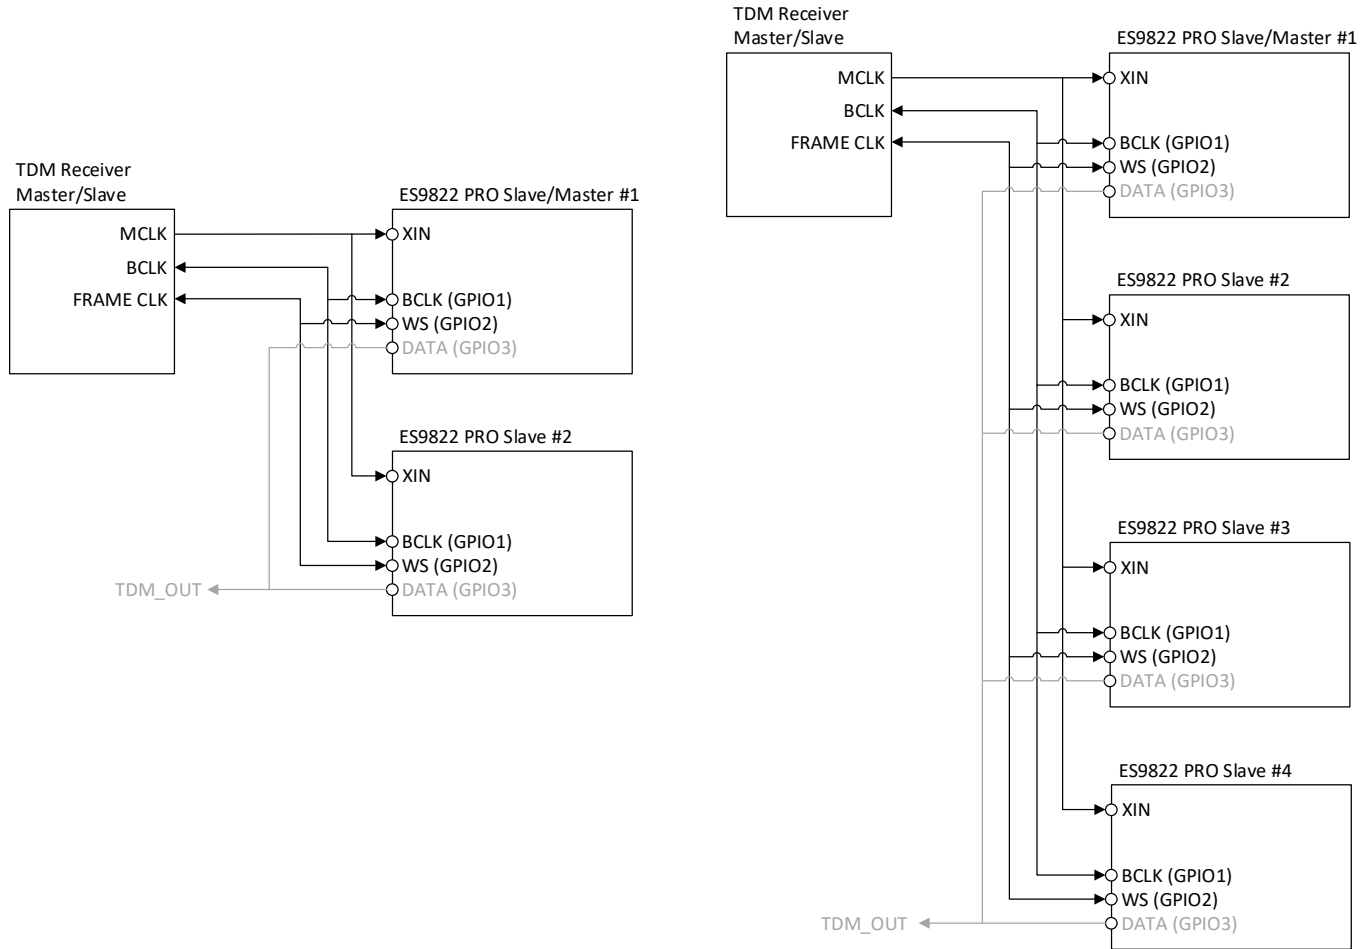 TDM Receiver
Master/Slave
MCLK
BCLK
FRAME CLK
ES9822 PRO Slave/Master #1
XIN
BCLK (GPIO1)
WS (GPIO2)
DATA (GPIO3)
ES9822 PRO Slave #2
XIN
BCLK (GPIO1)
WS (GPIO2)
DATA (GPIO3)
TDM_OUT
TDM Receiver
Master/Slave
MCLK
BCLK
FRAME CLK
ES9822 PRO Slave/Master #1
XIN
BCLK (GPIO1)
WS (GPIO2)
DATA (GPIO3)
ES9822 PRO Slave #2
XIN
BCLK (GPIO1)
WS (GPIO2)
DATA (GPIO3)
ES9822 PRO Slave #3
XIN
BCLK (GPIO1)
WS (GPIO2)
DATA (GPIO3)
ES9822 PRO Slave #4
XIN
BCLK (GPIO1)
WS (GPIO2)
DATA (GPIO3)
TDM_OUT